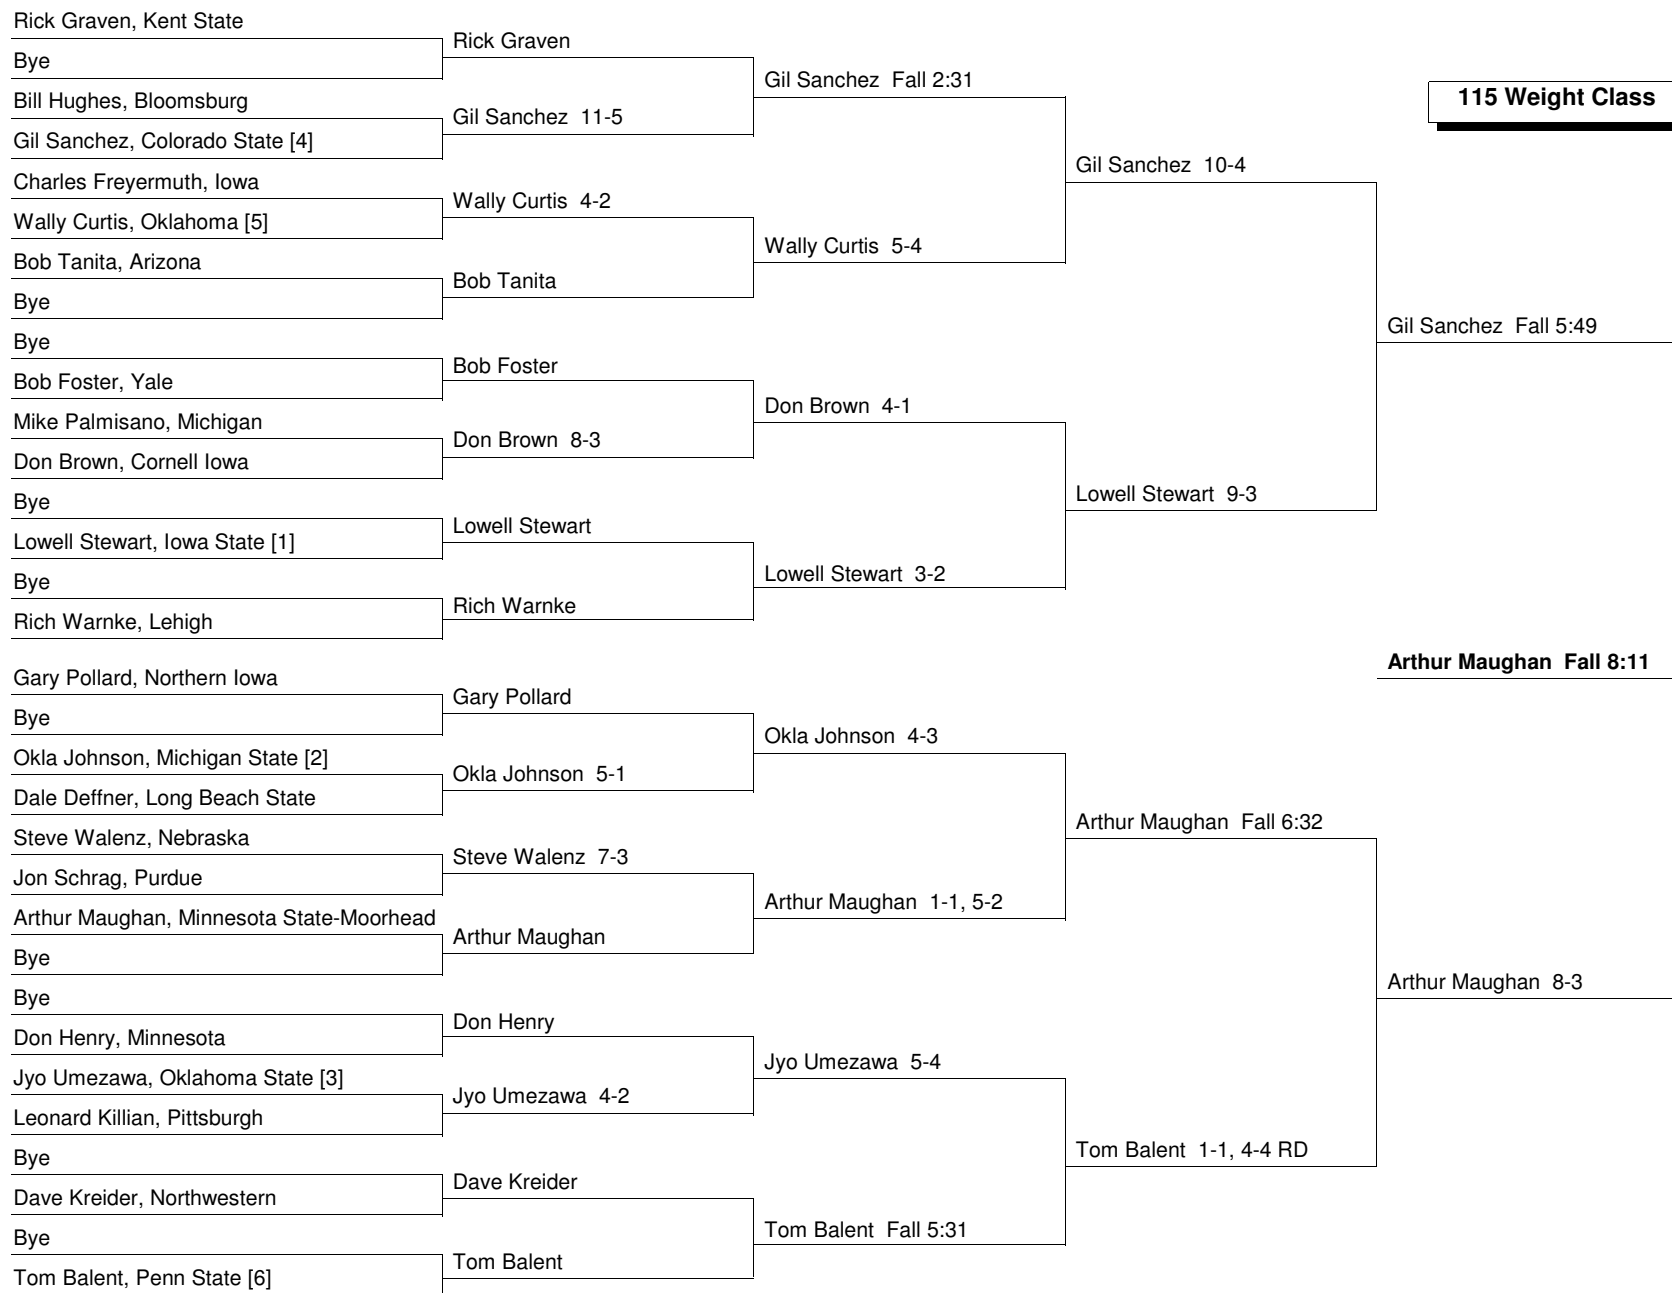 115 Weight Class
Rick Graven, Kent State
Bye
Bill Hughes, Bloomsburg
Gil Sanchez, Colorado State [4]
Charles Freyermuth, Iowa
Wally Curtis, Oklahoma [5]
Bob Tanita, Arizona
Bye
Bye
Bob Foster, Yale
Mike Palmisano, Michigan
Don Brown, Cornell Iowa
Bye
Lowell Stewart, Iowa State [1]
Bye
Rich Warnke, Lehigh
Gary Pollard, Northern Iowa
Bye
Okla Johnson, Michigan State [2]
Dale Deffner, Long Beach State
Steve Walenz, Nebraska
Jon Schrag, Purdue
Arthur Maughan, Minnesota State-Moorhead
Bye
Bye
Don Henry, Minnesota
Jyo Umezawa, Oklahoma State [3]
Leonard Killian, Pittsburgh
Bye
Dave Kreider, Northwestern
Bye
Tom Balent, Penn State [6]
Rick Graven
Gil Sanchez 11-5
Wally Curtis 4-2
Bob Tanita
Bob Foster
Don Brown 8-3
Lowell Stewart
Rich Warnke
Gary Pollard
Okla Johnson 5-1
Steve Walenz 7-3
Arthur Maughan
Don Henry
Jyo Umezawa 4-2
Dave Kreider
Tom Balent
Gil Sanchez Fall 2:31
Wally Curtis 5-4
Don Brown 4-1
Lowell Stewart 3-2
Okla Johnson 4-3
Arthur Maughan 1-1, 5-2
Jyo Umezawa 5-4
Tom Balent Fall 5:31
Gil Sanchez 10-4
Lowell Stewart 9-3
Arthur Maughan Fall 6:32
Tom Balent 1-1, 4-4 RD
Gil Sanchez Fall 5:49
Arthur Maughan Fall 8:11
Arthur Maughan 8-3